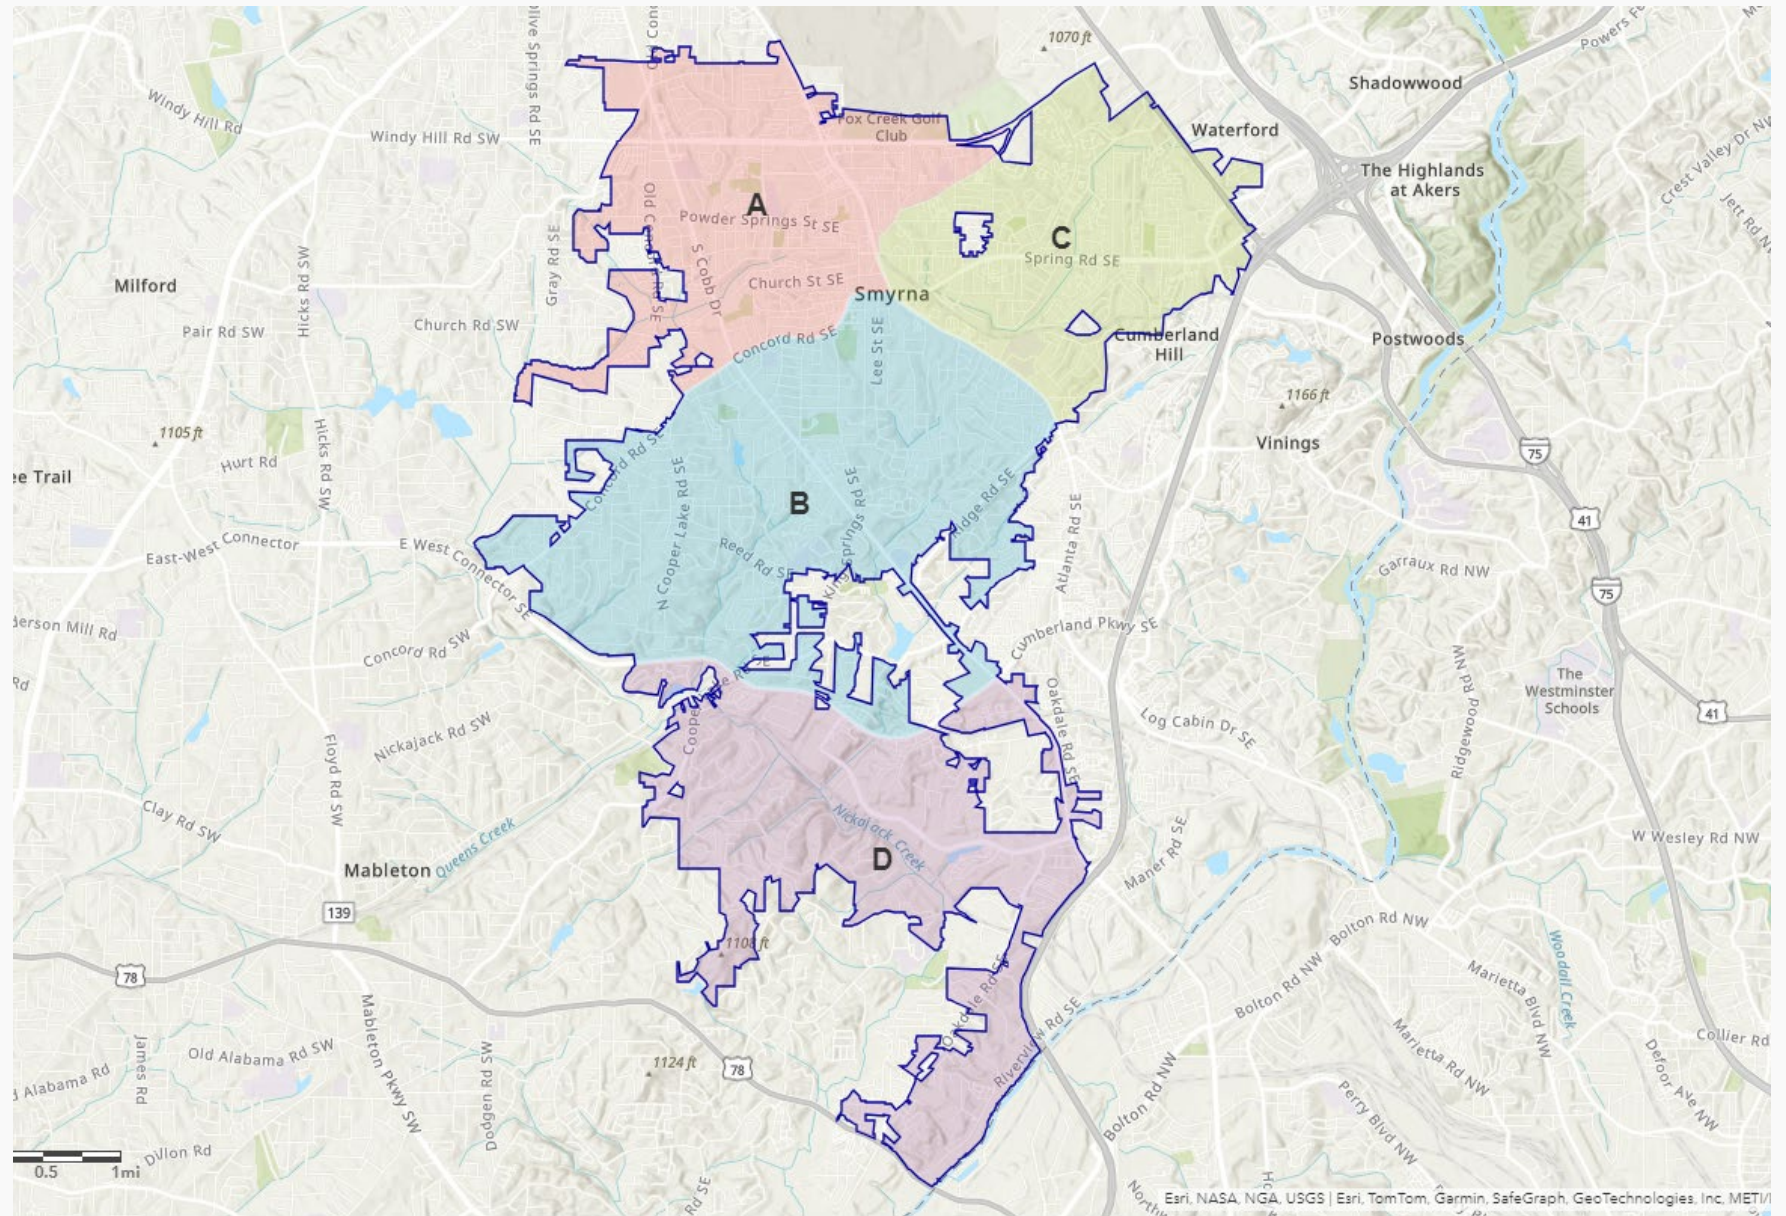 1070 ft
Powers Fe
Shadowwood
Olive Springs Rd SE
Old Conc
Windy Hill Rd
Windy Hill Rd SW
Fox Creek Golf
Club
Waterford
The Highlands
at Akers
Crest Valley Dr NW
Jett Rd N
A
Powder Springs St SE
Old Concord Rd SE
S Cobb Dr
C
Spring Rd SE
Gray Rd SE
Hicks Rd SW
Milford
Church St SE
Smyrna
Church Rd SW
Pair Rd SW
Concord Rd SE
Lee St SE
Cumberland
Hill
Postwoods
1166 ft
1105 ft
Hicks Rd SW
Hurt Rd
Vinings
75
ee Trail
Concord Rd SE
N Cooper Lake Rd SE
B
King Springs Rd SE
Ridge Rd SE
Atlanta Rd SE
41
East-West Connector
E West Connector SE
Reed Rd SE
Garraux Rd NW
75
derson Mill Rd
Concord Rd SW
Cumberland Pkwy SE
Rd
Oakdale Rd SE
Ridgewood Rd NW
The
Westminster
Schools
Log Cabin Dr SE
41
Nickajack Rd SW
Floyd Rd SW
Clay Rd SW
Nickajack Creek
Queens Creek
Mableton
D
Maner Rd SE
W Wesley Rd NW
139
1108 ft
Bolton Rd NW
78
Woodall Creek
Marietta Blvd NW
Bolton Rd NW
Oakdale Rd SE
Riverview Rd SE
Mableton Pkwy SW
James Rd
Old Alabama Rd SW
d Alabama Rd
Dodgen Rd SW
1124 ft
78
Marietta Rd NW
Collier Rd
Defoor Ave NW
Bolton Rd NW
Perry Blvd NW
Dillon Rd
0.5
1mi
Rd SE
Esri, NASA, NGA, USGS | Esri, TomTom, Garmin, SafeGraph, GeoTechnologies, Inc, METI/